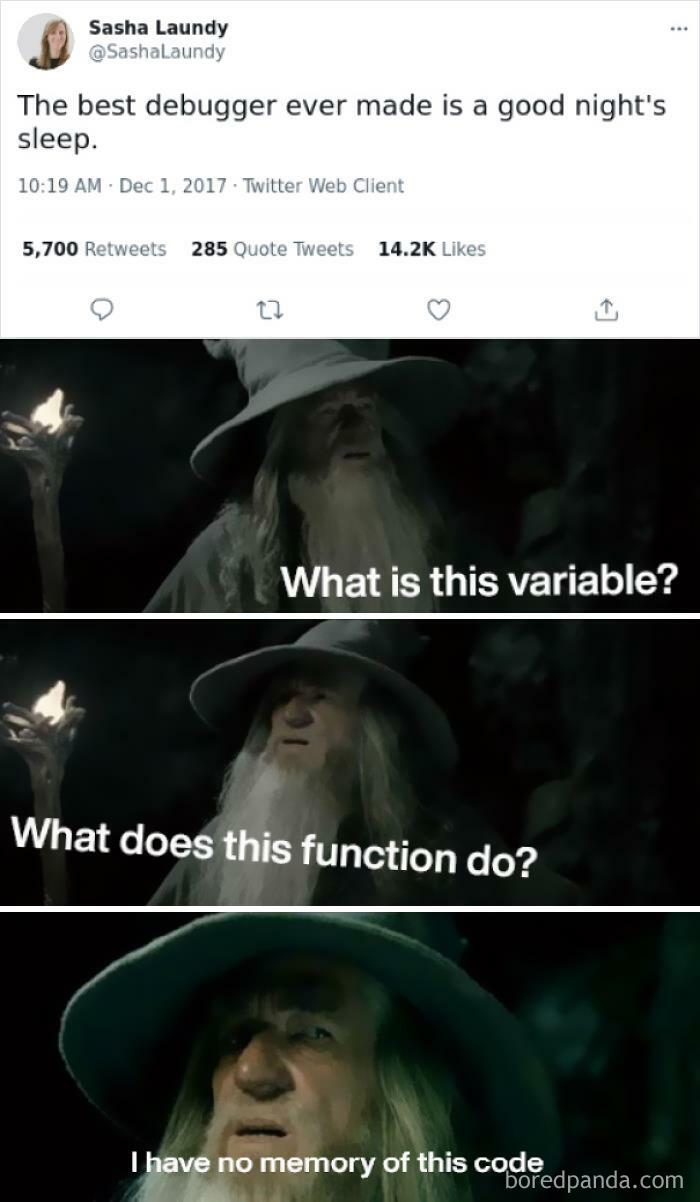 Sasha Laundy
@SashaLaundy
The best debugger ever made is a good night's
sleep.
10:19 AM · Dec 1, 2017 · Twitter Web Client
5,700 Retweets 285 Quote Tweets 14.2K Likes
What is this variable?
What does this function do?
I have no memory of this code
boredpanda.com